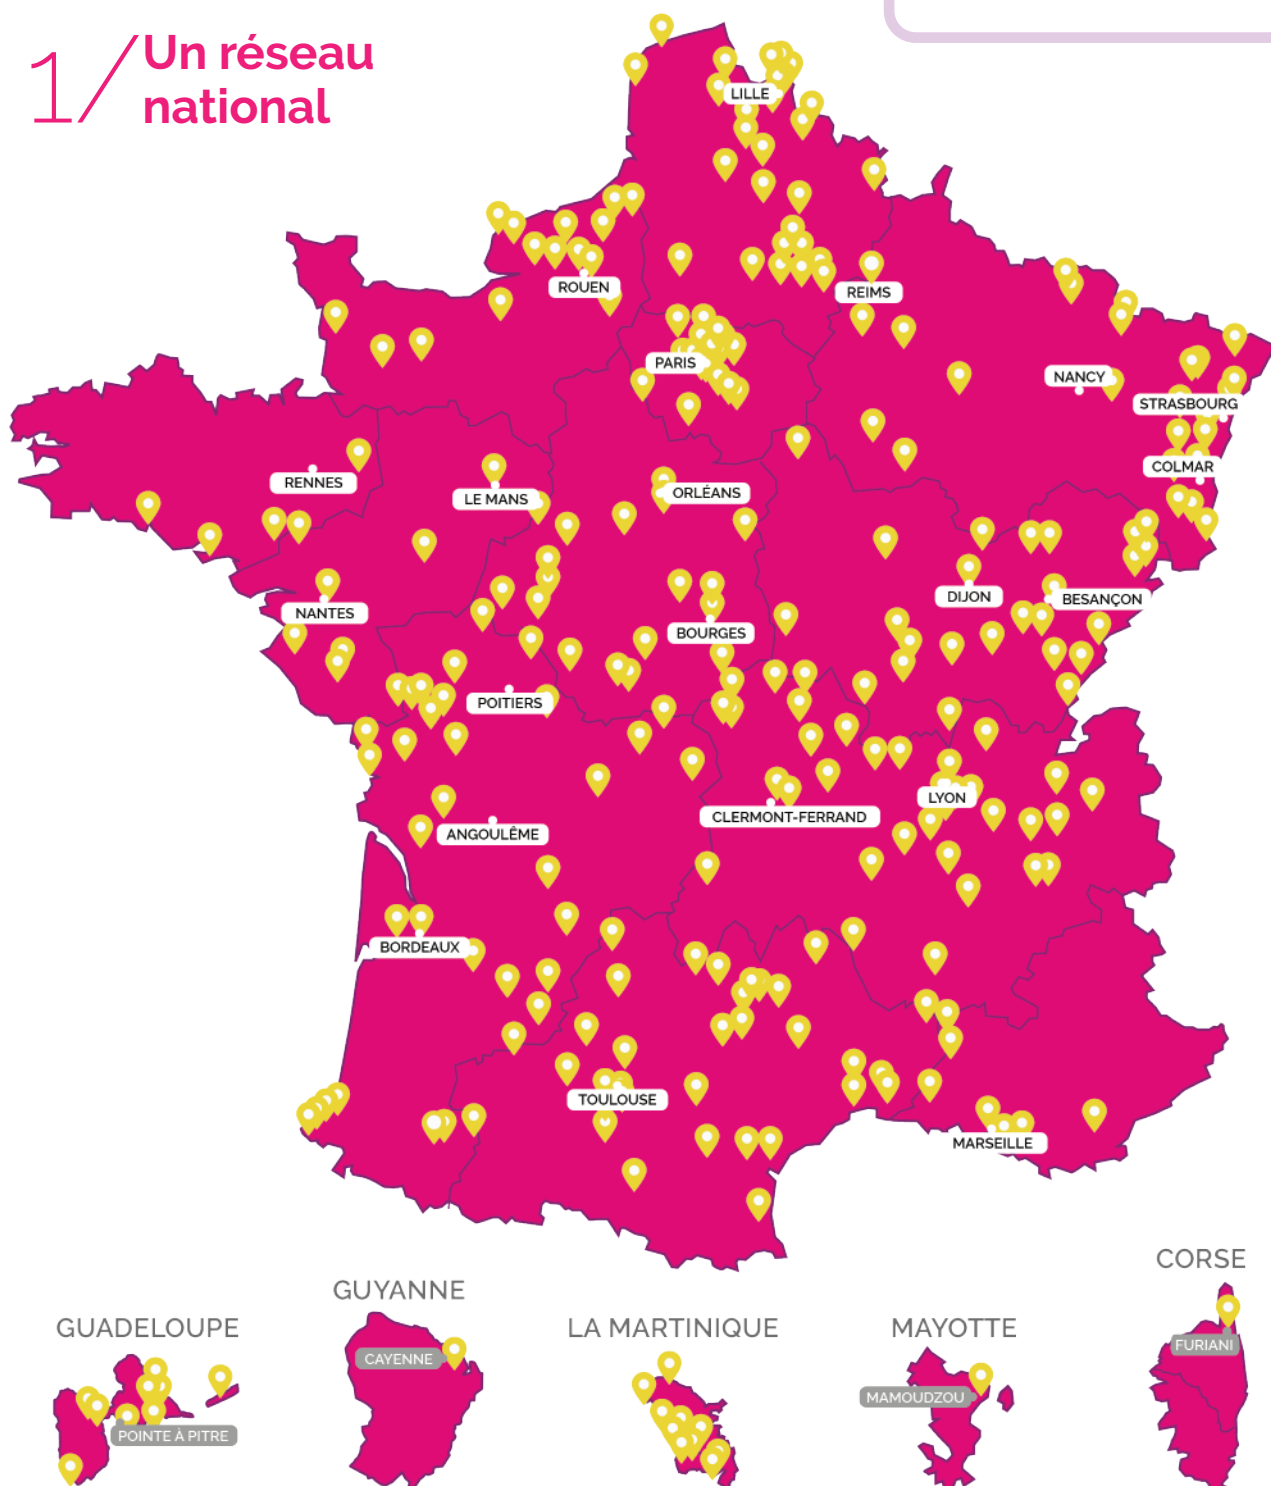 1/ Un réseau
national
LILLE
ROUEN
REIMS
PARIS
NANCY
STRASBOURG
COLMAR
RENNES
LE MANS
ORLÉANS
DIJON
BESANÇON
NANTES
BOURGES
POITIERS
LYON
CLERMONT-FERRAND
ANGOULÊME
BORDEAUX
TOULOUSE
MARSEILLE
CORSE
GUYANNE
GUADELOUPE
LA MARTINIQUE
MAYOTTE
FURIANI
CAYENNE
MAMOUDZOU
POINTE À PITRE